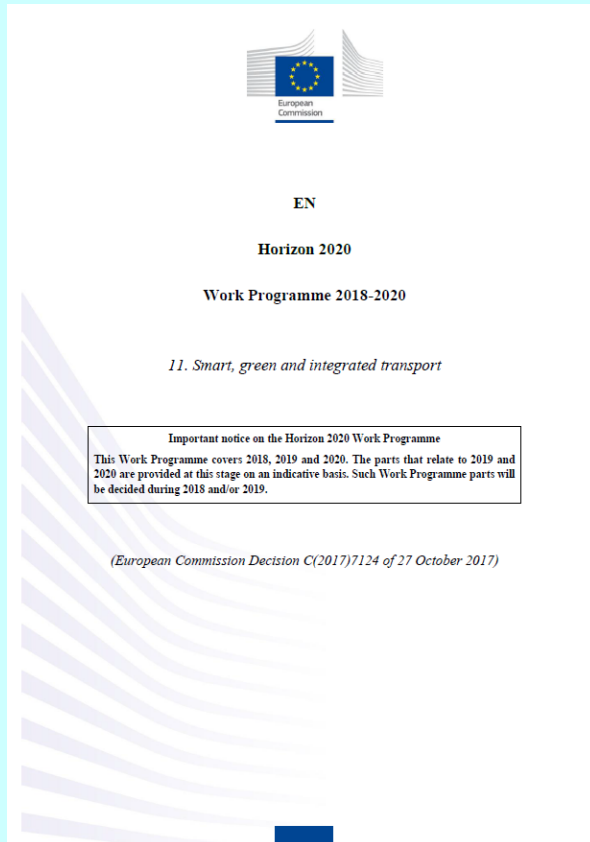 European
Commission
EN
Horizon 2020
Work Programme 2018-2020
11. Smart, green and integrated transport
Important notice on the Horizon 2020 Work Programme
This Work Programme covers 2018, 2019 and 2020. The parts that relate to 2019 and
2020 are provided at this stage on an indicative basis. Such Work Programme parts will
be decided during 2018 and/or 2019.
(European Commission Decision C(2017)7124 of 27 October 2017)